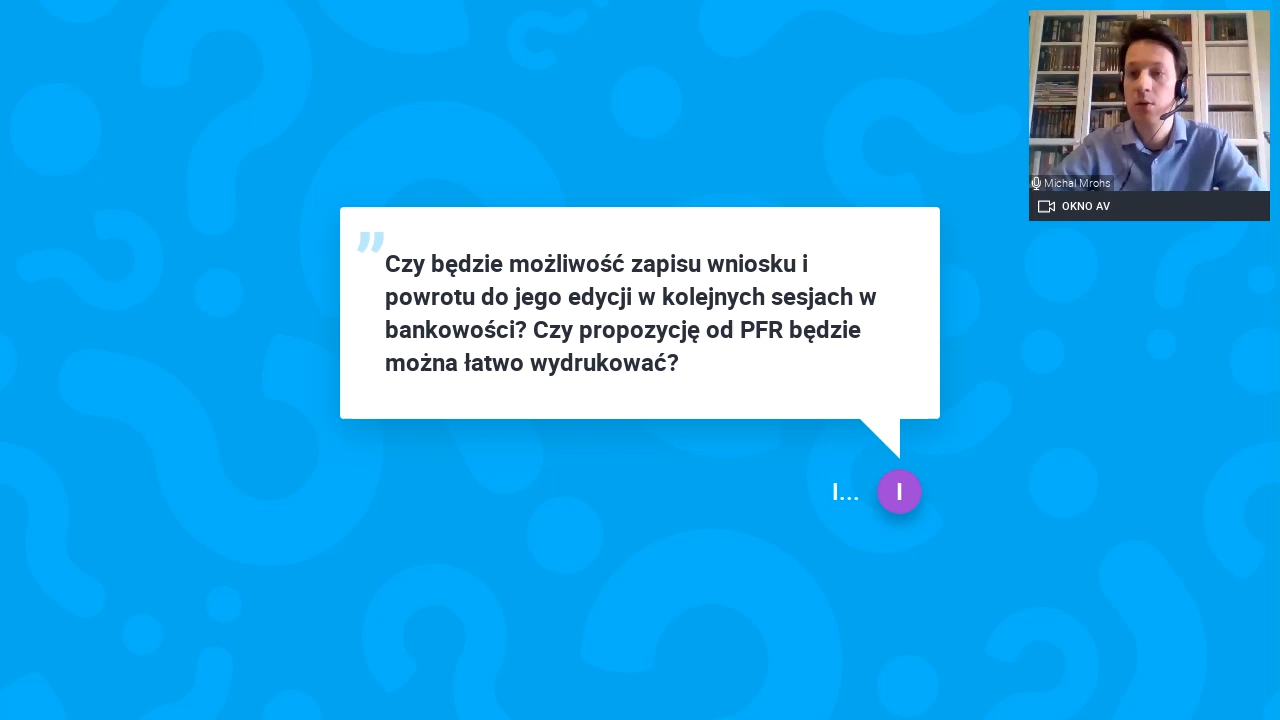 Michal Mrohs
OKNO AV
”
Czy będzie możliwość zapisu wniosku i
powrotu do jego edycji w kolejnych sesjach w
bankowości? Czy propozycję od PFR będzie
można łatwo wydrukować?
I... I